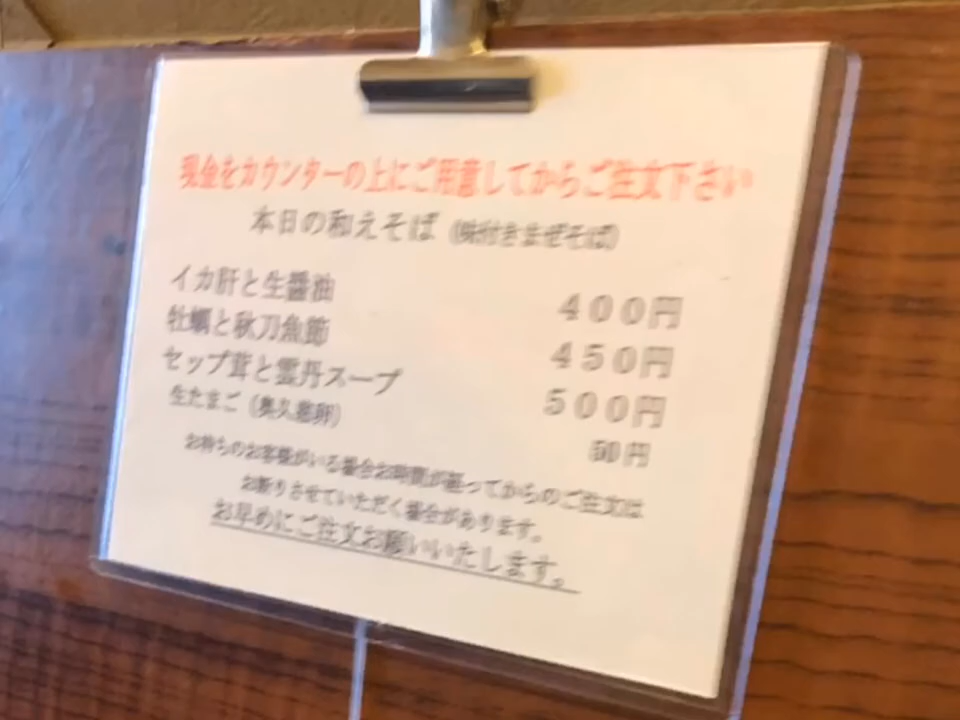 現金をカウンターの上にご用意してからご注文下さい
本日の和えそば (味付きまぜそば)
イカ肝と生醤油 400円
牡蠣と秋刀魚節 450円
セップ茸と雲丹スープ 500円
生たまご (奥久慈卵) 50円
お待ちのお客様がいる場合お時間が経ってからのご注文は
お断りさせていただく場合があります。
お早めにご注文お願いいたします。